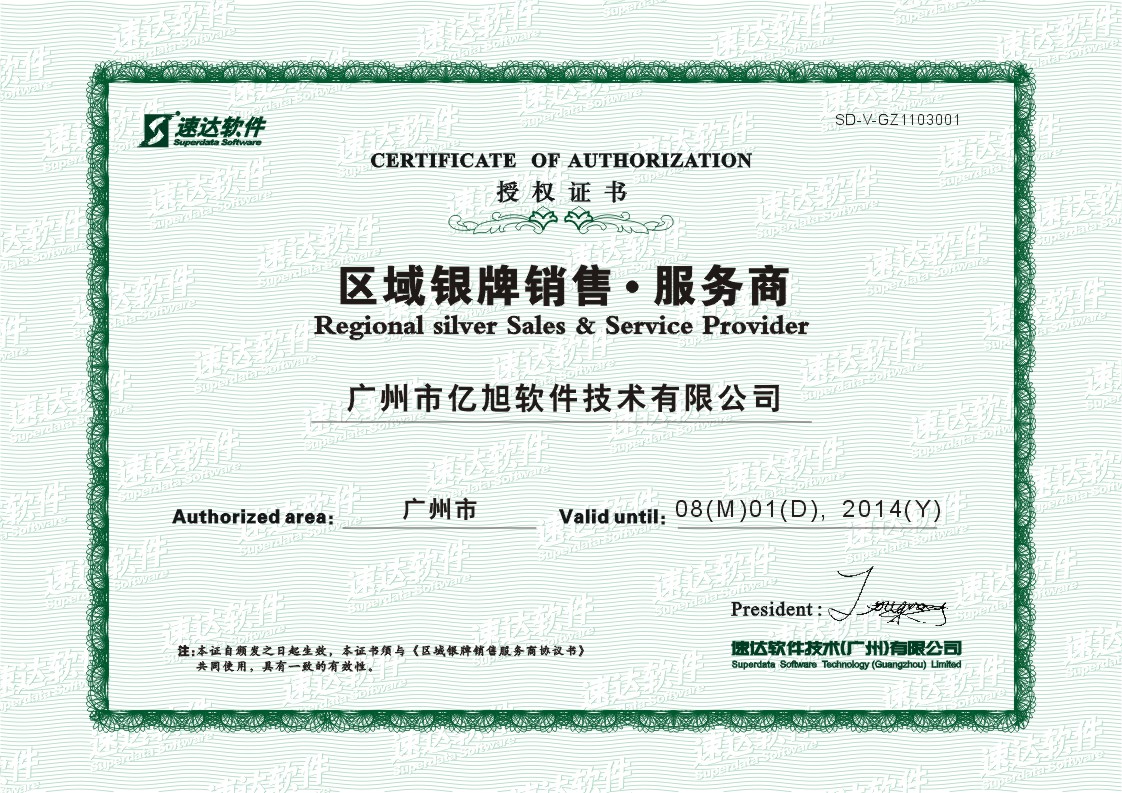 速达软件
Superdata Software
SD-V-GZ1103001
CERTIFICATE OF AUTHORIZATION
授权证书
区域银牌销售·服务商
Regional silver Sales & Service Provider
广州市亿旭软件技术有限公司
Authorized area: 广州市 Valid until: 08(M)01(D), 2014(Y)
President:
注:本证自颁发之日起生效，本证书须与《区域银牌销售服务商协议书》
共同使用，具有一致的有效性。
速达软件技术(广州)有限公司
Superdata Software Technology (Guangzhou) Limited